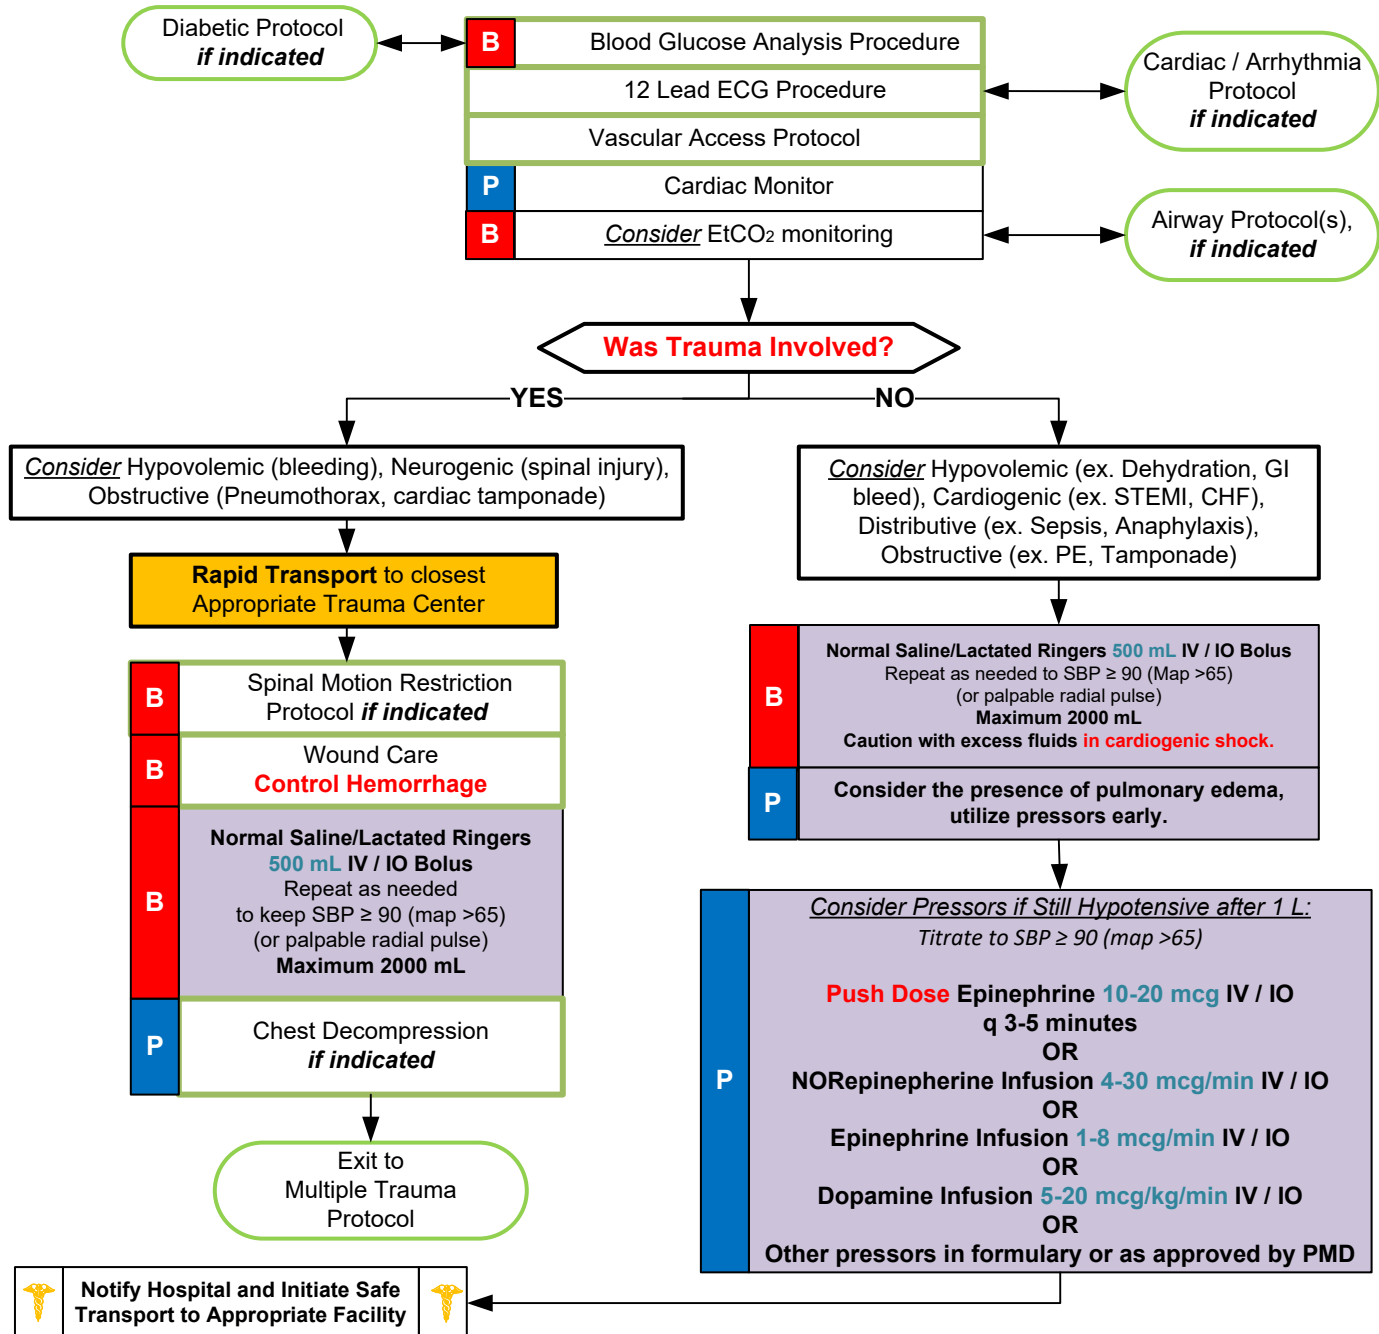 Diabetic Protocol
if indicated
B
Blood Glucose Analysis Procedure
12 Lead ECG Procedure
Cardiac / Arrhythmia
Protocol
if indicated
Vascular Access Protocol
P
Cardiac Monitor
B
Consider EtCO2 monitoring
Airway Protocol(s),
if indicated
Was Trauma Involved?
YES
NO
Consider Hypovolemic (bleeding), Neurogenic (spinal injury),
Obstructive (Pneumothorax, cardiac tamponade)
Rapid Transport to closest
Appropriate Trauma Center
B
Spinal Motion Restriction
Protocol if indicated
B
Wound Care
Control Hemorrhage
B
Normal Saline/Lactated Ringers
500 mL IV / IO Bolus
Repeat as needed
to keep SBP ≥ 90 (map >65)
(or palpable radial pulse)
Maximum 2000 mL
P
Chest Decompression
if indicated
Exit to
Multiple Trauma
Protocol
Consider Hypovolemic (ex. Dehydration, GI
bleed), Cardiogenic (ex. STEMI, CHF),
Distributive (ex. Sepsis, Anaphylaxis),
Obstructive (ex. PE, Tamponade)
B
Normal Saline/Lactated Ringers 500 mL IV / IO Bolus
Repeat as needed to SBP ≥ 90 (Map >65)
(or palpable radial pulse)
Maximum 2000 mL
Caution with excess fluids in cardiogenic shock.
P
Consider the presence of pulmonary edema,
utilize pressors early.
P
Consider Pressors if Still Hypotensive after 1 L:
Titrate to SBP ≥ 90 (map >65)
Push Dose Epinephrine 10-20 mcg IV / IO
q 3-5 minutes
OR
NORepinepherine Infusion 4-30 mcg/min IV / IO
OR
Epinephrine Infusion 1-8 mcg/min IV / IO
OR
Dopamine Infusion 5-20 mcg/kg/min IV / IO
OR
Other pressors in formulary or as approved by PMD
Notify Hospital and Initiate Safe
Transport to Appropriate Facility